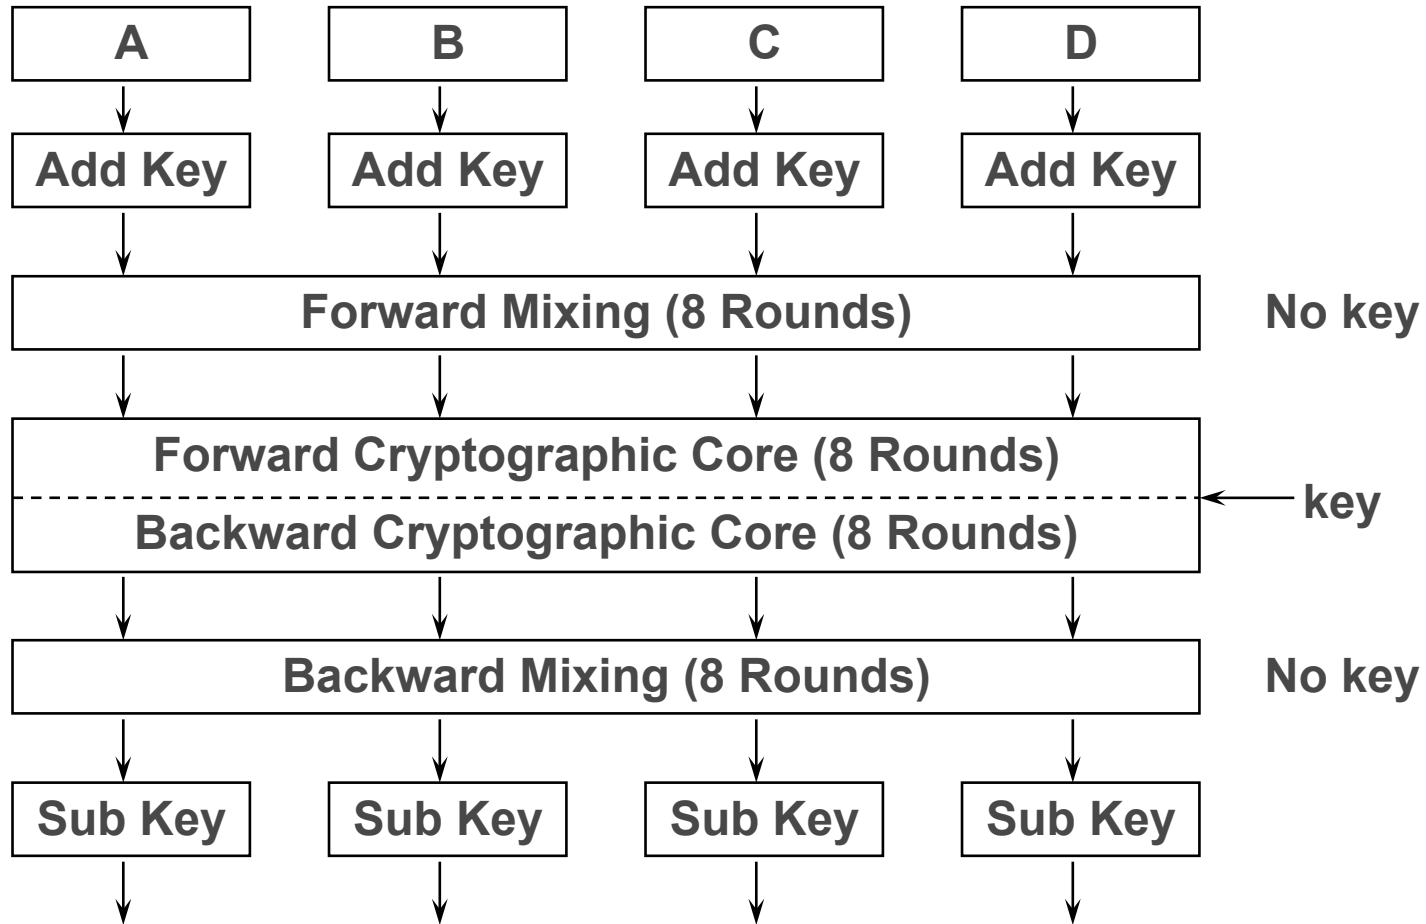 A B C D
Add Key Add Key Add Key Add Key
Forward Mixing (8 Rounds) No key
Forward Cryptographic Core (8 Rounds)
key
Backward Cryptographic Core (8 Rounds)
Backward Mixing (8 Rounds) No key
Sub Key Sub Key Sub Key Sub Key